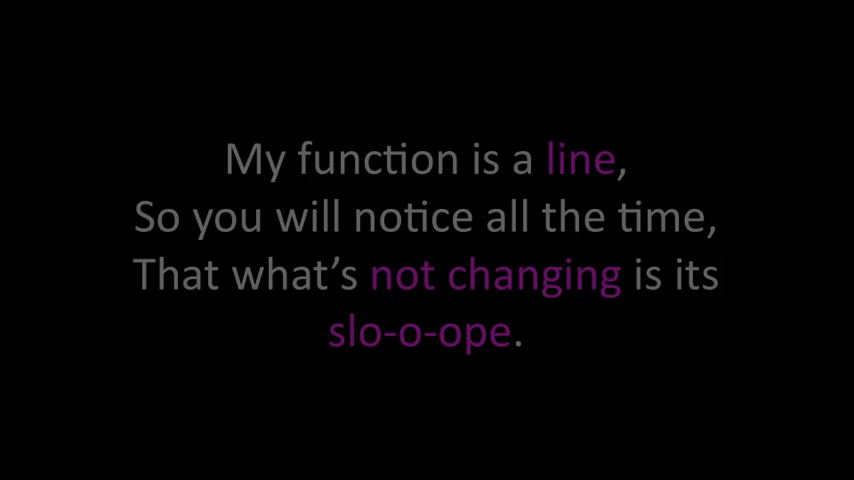 My function is a line,
So you will notice all the time,
That what’s not changing is its
slo-o-ope.